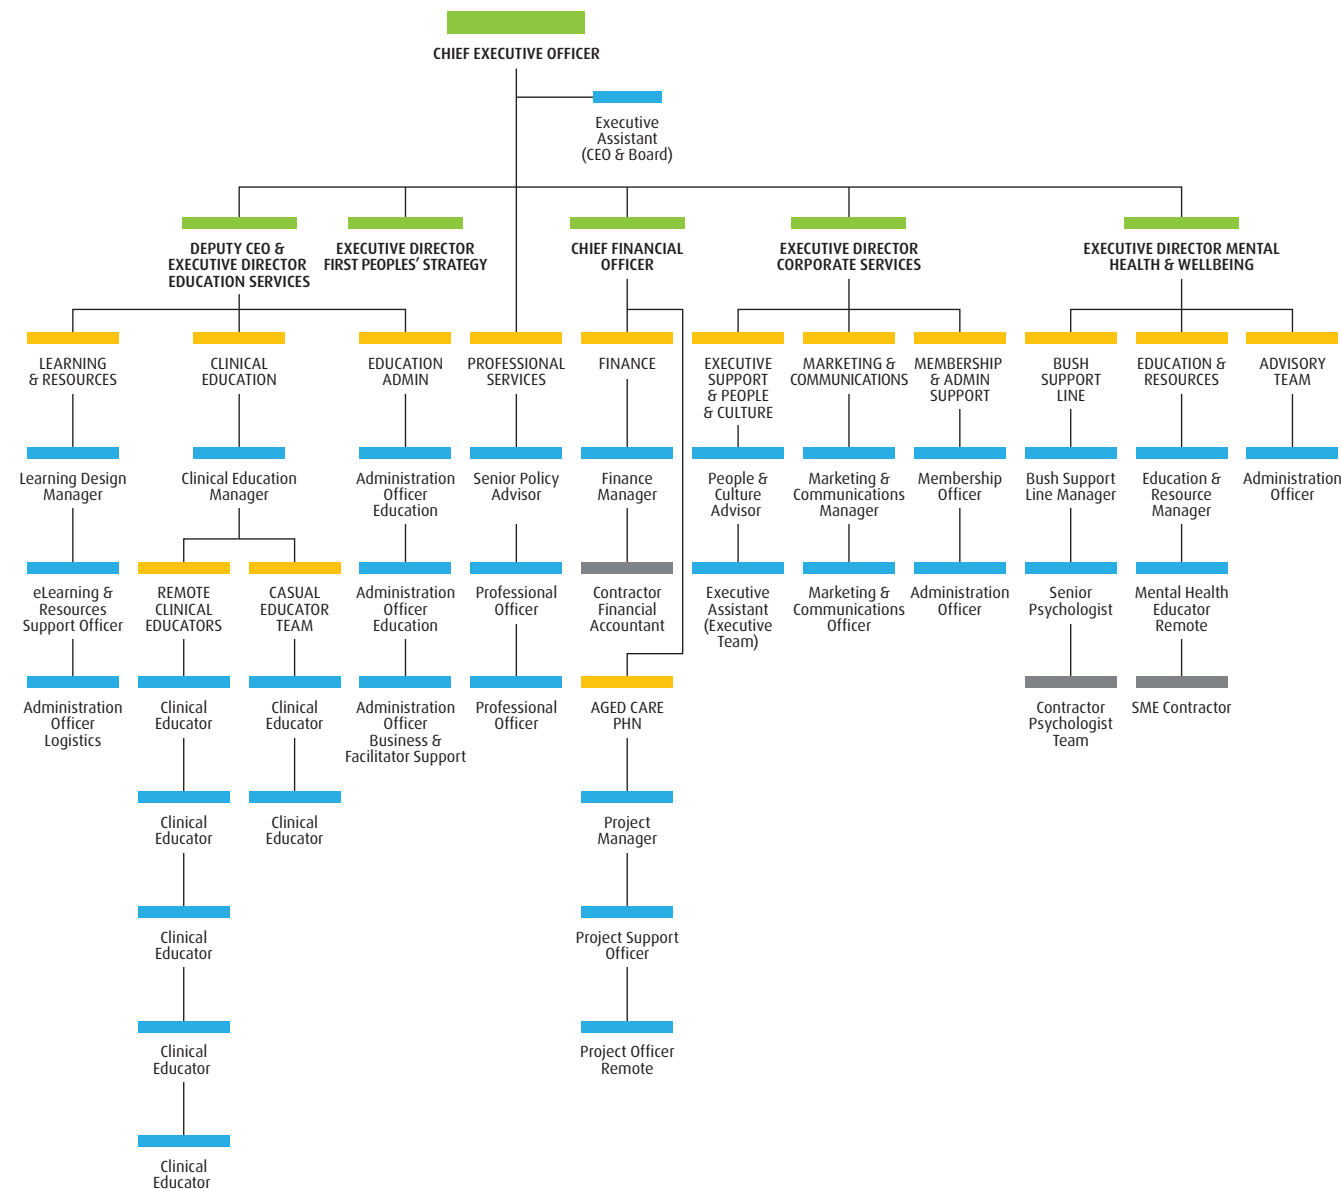 CHIEF EXECUTIVE OFFICER
Executive
Assistant
(CEO & Board)
DEPUTY CEO &
EXECUTIVE DIRECTOR
EDUCATION SERVICES
EXECUTIVE DIRECTOR
FIRST PEOPLES’ STRATEGY
CHIEF FINANCIAL
OFFICER
EXECUTIVE DIRECTOR
CORPORATE SERVICES
EXECUTIVE DIRECTOR MENTAL
HEALTH & WELLBEING
LEARNING
& RESOURCES
CLINICAL
EDUCATION
EDUCATION
ADMIN
PROFESSIONAL
SERVICES
FINANCE
EXECUTIVE
SUPPORT
& PEOPLE
& CULTURE
MARKETING &
COMMUNICATIONS
MEMBERSHIP
& ADMIN
SUPPORT
BUSH
SUPPORT
LINE
EDUCATION &
RESOURCES
ADVISORY
TEAM
Learning Design
Manager
Clinical Education
Manager
Administration
Officer
Education
Senior Policy
Advisor
Finance
Manager
People &
Culture
Advisor
Marketing &
Communications
Manager
Membership
Officer
Bush Support
Line Manager
Education &
Resource
Manager
Administration
Officer
eLearning &
Resources
Support Officer
REMOTE
CLINICAL
EDUCATORS
CASUAL
EDUCATOR
TEAM
Administration
Officer
Education
Professional
Officer
Contractor
Financial
Accountant
Executive
Assistant
(Executive
Team)
Marketing &
Communications
Officer
Administration
Officer
Senior
Psychologist
Mental Health
Educator
Remote
Administration
Officer
Logistics
Clinical
Educator
Clinical
Educator
Administration
Officer
Business &
Facilitator Support
Professional
Officer
AGED CARE
PHN
Contractor
Psychologist
Team
SME Contractor
Clinical
Educator
Clinical
Educator
Project
Manager
Clinical
Educator
Project Support
Officer
Clinical
Educator
Project Officer
Remote
Clinical
Educator